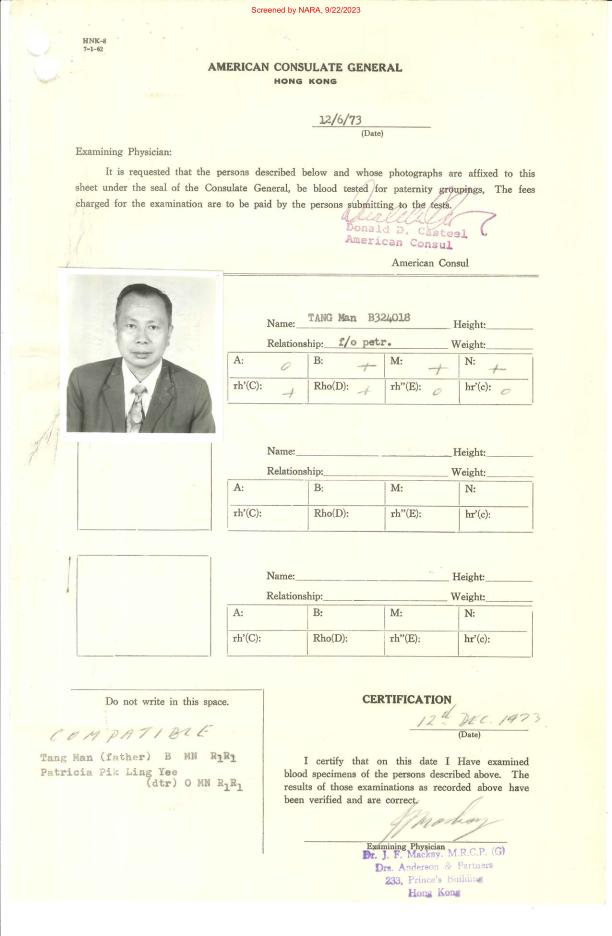 Screened by NARA, 9/22/2023
HNK-8
7-1-62
AMERICAN CONSULATE GENERAL
HONG KONG
12/6/73
(Date)
Examining Physician:
It is requested that the persons described below and whose photographs are affixed to this
sheet under the seal of the Consulate General, be blood tested for paternity groupings, The fees
charged for the examination are to be paid by the persons submitting to the tests.
Donald D. Casteel
American Consul
American Consul
Name: TANG Man B324018 Height:
Relationship: f/o petr. Weight:
A: O B: + M: + N: +
rh'(C): + Rho(D): + rh"(E): O hr'(c): O
Name: Height:
Relationship: Weight:
A: B: M: N:
rh'(C): Rho(D): rh"(E): hr'(c):
Name: Height:
Relationship: Weight:
A: B: M: N:
rh'(C): Rho(D): rh"(E): hr'(c):
Do not write in this space.
COMPATIBLE
Tang Man (father) B MN R1R1
Patricia Pik Ling Yee
(dtr) O MN R1R1
CERTIFICATION
12th DEC. 1973.
(Date)
I certify that on this date I Have examined
blood specimens of the persons described above. The
results of those examinations as recorded above have
been verified and are correct.
Examining Physician
Dr. J. F. Mackay. M.R.C.P. (G)
Drs. Anderson & Partners
233, Prince's Building
Hong Kong